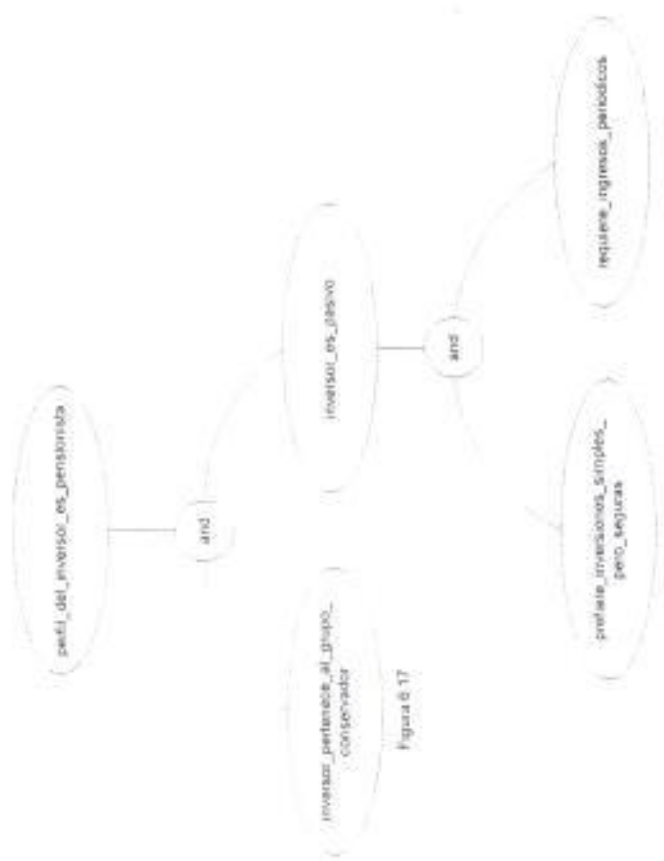 perfil_del_inversor_es_pensionista
and
inversor_pertenece_al_grupo_
conservador
inversor_es_pasivo
and
prefiere_inversiones_simples_
pero_seguras
requiere_ingresos_periodicos
Figura 6.17